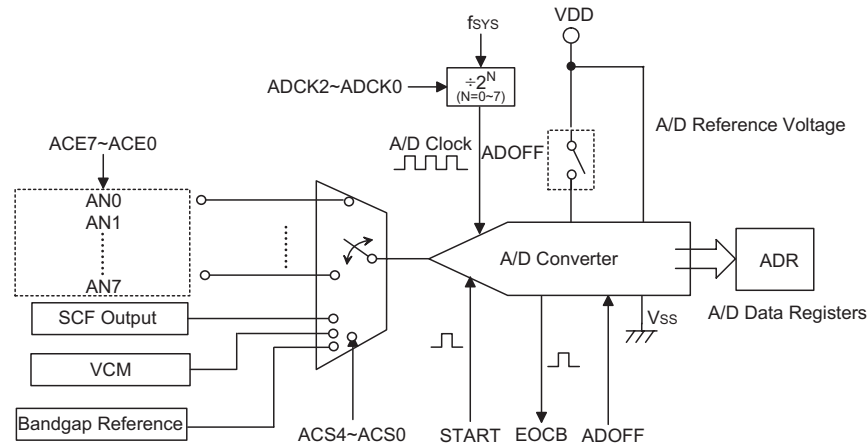 fSYS
VDD
ADCK2~ADCK0
÷2^N
(N=0~7)
A/D Reference Voltage
ACE7~ACE0
A/D Clock
ADOFF
AN0
AN1
AN7
A/D Converter
ADR
SCF Output
VSS
A/D Data Registers
VCM
Bandgap Reference
ACS4~ACS0
START
EOCB
ADOFF